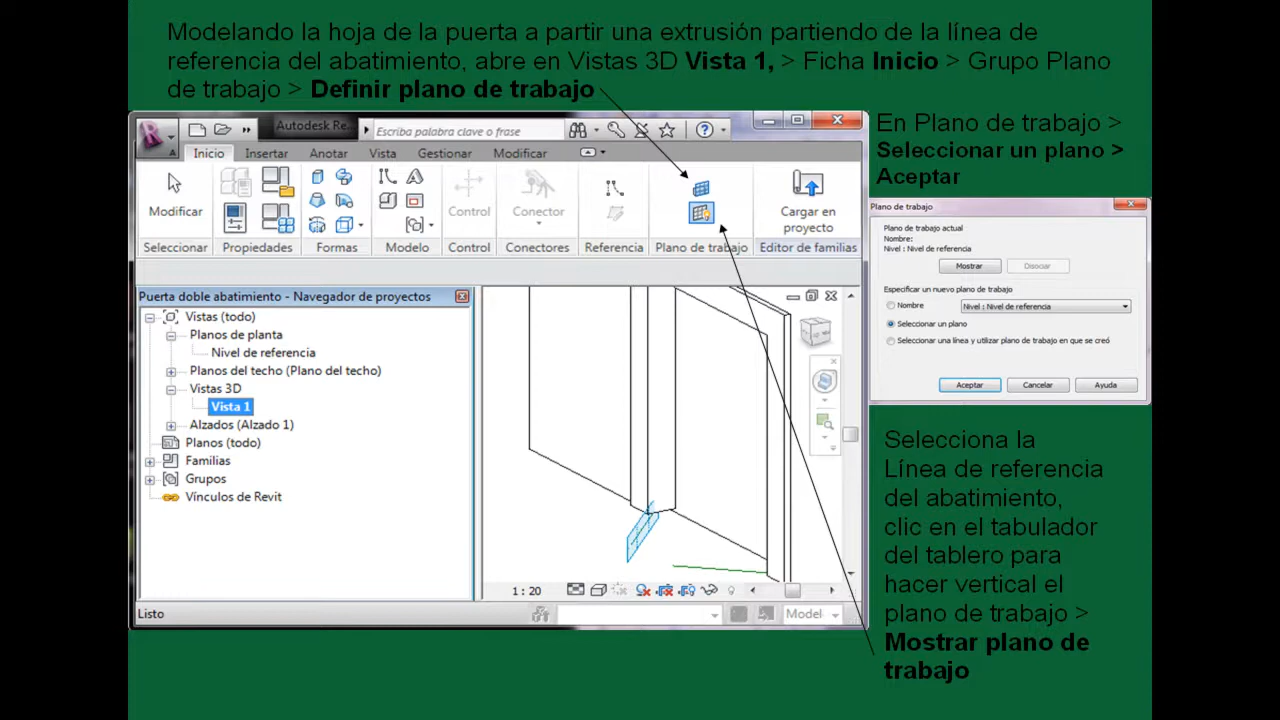 Modelando la hoja de la puerta a partir una extrusión partiendo de la línea de
referencia del abatimiento, abre en Vistas 3D Vista 1, > Ficha Inicio > Grupo Plano
de trabajo > Definir plano de trabajo
Autodesk Re...
Escriba palabra clave o frase
Inicio Insertar Anotar Vista Gestionar Modificar
Modificar
Control
Conector
Cargar en
proyecto
Seleccionar Propiedades Formas Modelo Control Conectores Referencia Plano de trabajo Editor de familias
Puerta doble abatimiento - Navegador de proyectos
Vistas (todo)
Planos de planta
Nivel de referencia
Planos del techo (Plano del techo)
Vistas 3D
Vista 1
Alzados (Alzado 1)
Planos (todo)
Familias
Grupos
Vínculos de Revit
1 : 20
Listo
Model
En Plano de trabajo >
Seleccionar un plano >
Aceptar
Plano de trabajo
Plano de trabajo actual
Nombre:
Nivel : Nivel de referencia
Mostrar Disociar
Especificar un nuevo plano de trabajo
Nombre Nivel : Nivel de referencia
Seleccionar un plano
Seleccionar una línea y utilizar plano de trabajo en que se creó
Aceptar Cancelar Ayuda
Selecciona la
Línea de referencia
del abatimiento,
clic en el tabulador
del tablero para
hacer vertical el
plano de trabajo >
Mostrar plano de
trabajo